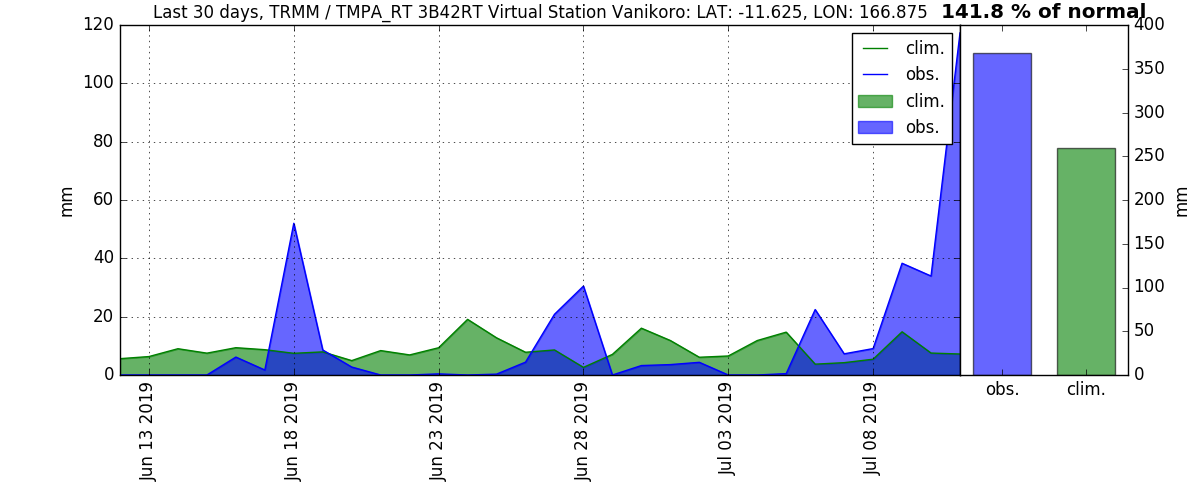 Last 30 days, TRMM / TMPA_RT 3B42RT Virtual Station Vanikoro: LAT: -11.625, LON: 166.875 141.8 % of normal
120
100
80
60
40
20
0
mm
clim.
obs.
clim.
obs.
400
350
300
250
200
150
100
50
0
mm
Jun 13 2019
Jun 18 2019
Jun 23 2019
Jun 28 2019
Jul 03 2019
Jul 08 2019
obs.
clim.